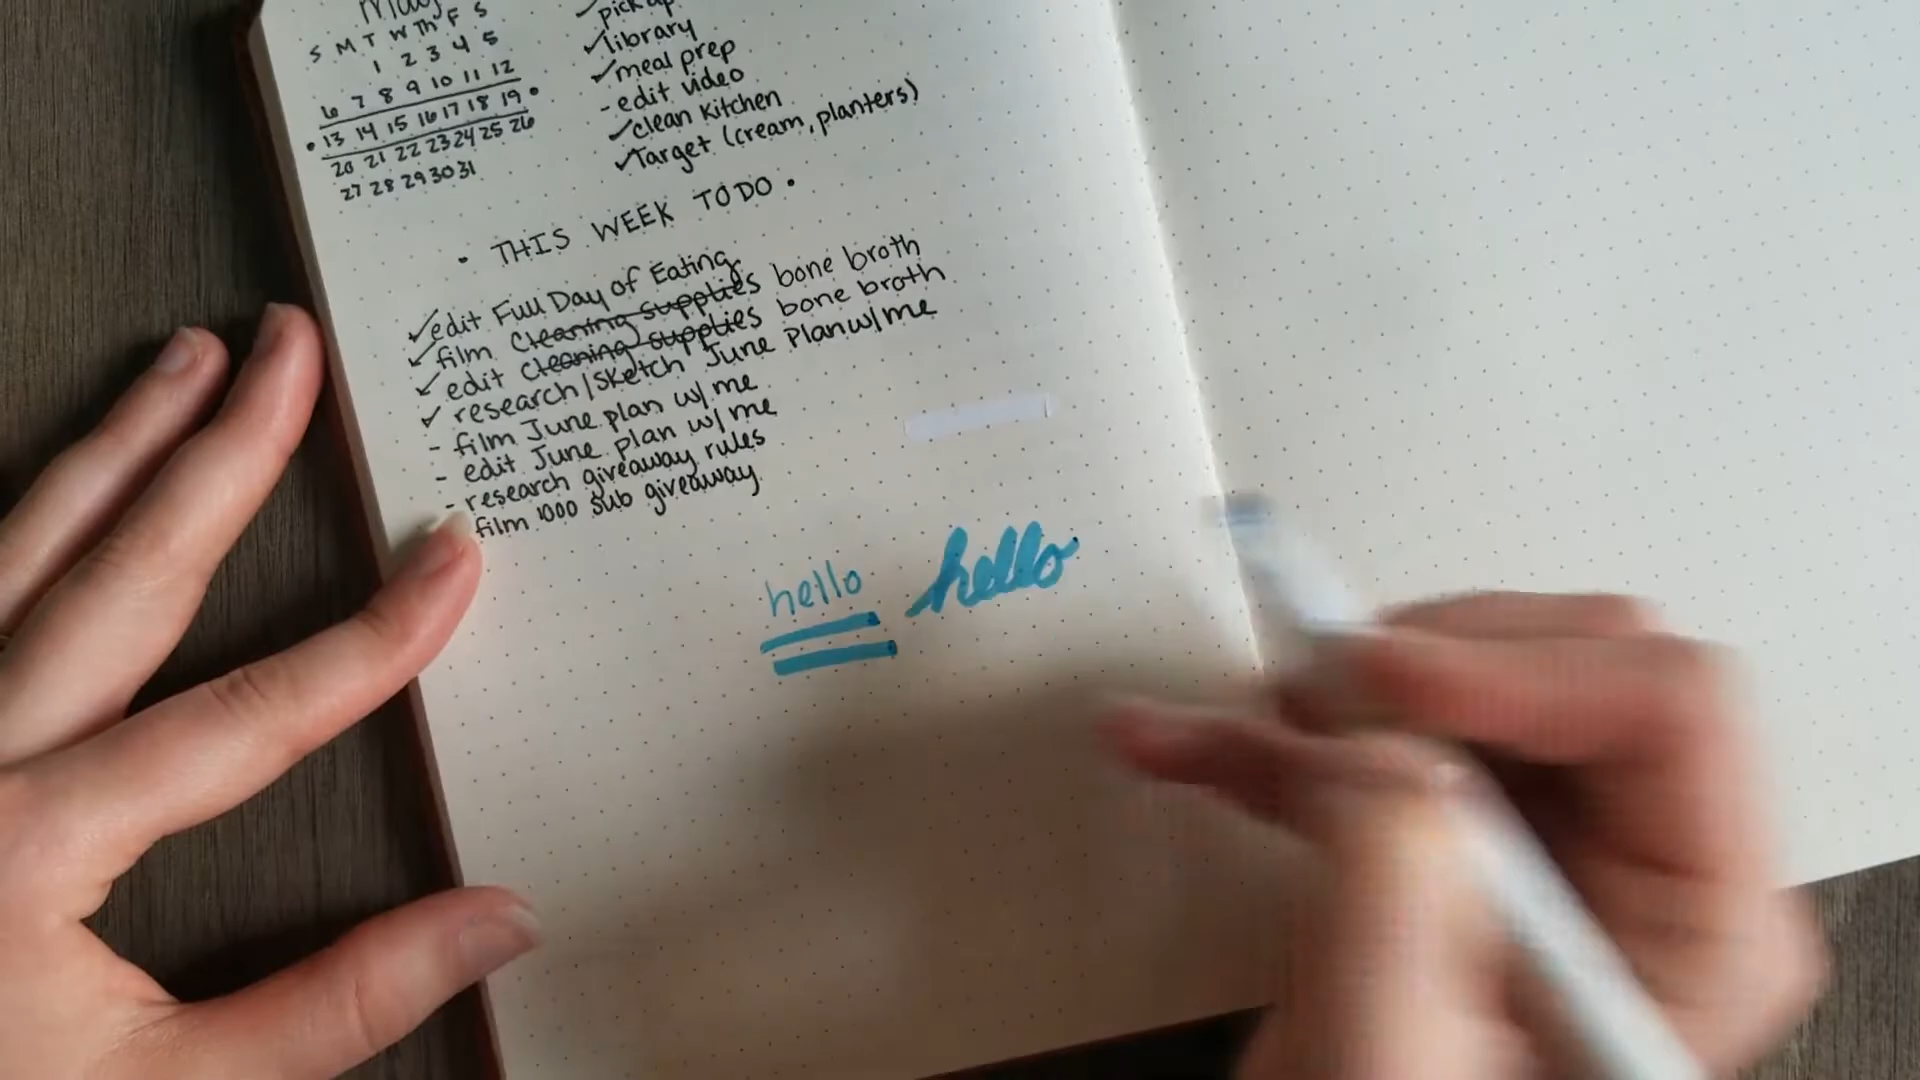 May
S M T W Th F S
1 2 3 4 5
6 7 8 9 10 11 12
13 14 15 16 17 18 19
20 21 22 23 24 25 26
27 28 29 30 31
✓ pick up
✓ library
✓ meal prep
- edit video
✓ clean kitchen
✓ Target (cream, planters)
• THIS WEEK TODO •
✓ edit Full Day of Eating
✓ film cleaning supplies bone broth
✓ edit cleaning supplies bone broth
✓ research/sketch June Plan w/ me
- film June plan w/ me
- edit June plan w/ me
- research giveaway rules
film 1000 sub giveaway
hello hello